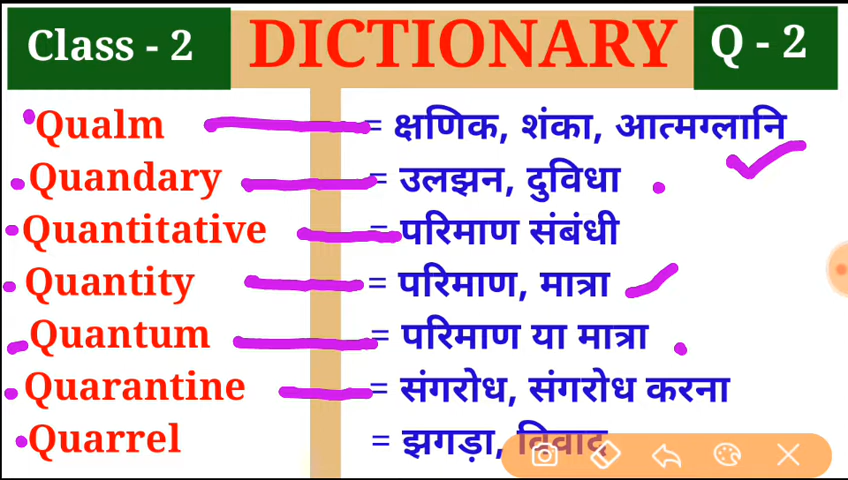 Class - 2 DICTIONARY Q - 2
Qualm = क्षणिक, शंका, आत्मग्लानि
Quandary = उलझन, दुविधा
Quantitative = परिमाण संबंधी
Quantity = परिमाण, मात्रा
Quantum = परिमाण या मात्रा
Quarantine = संगरोध, संगरोध करना
Quarrel = झगड़ा, विवाद